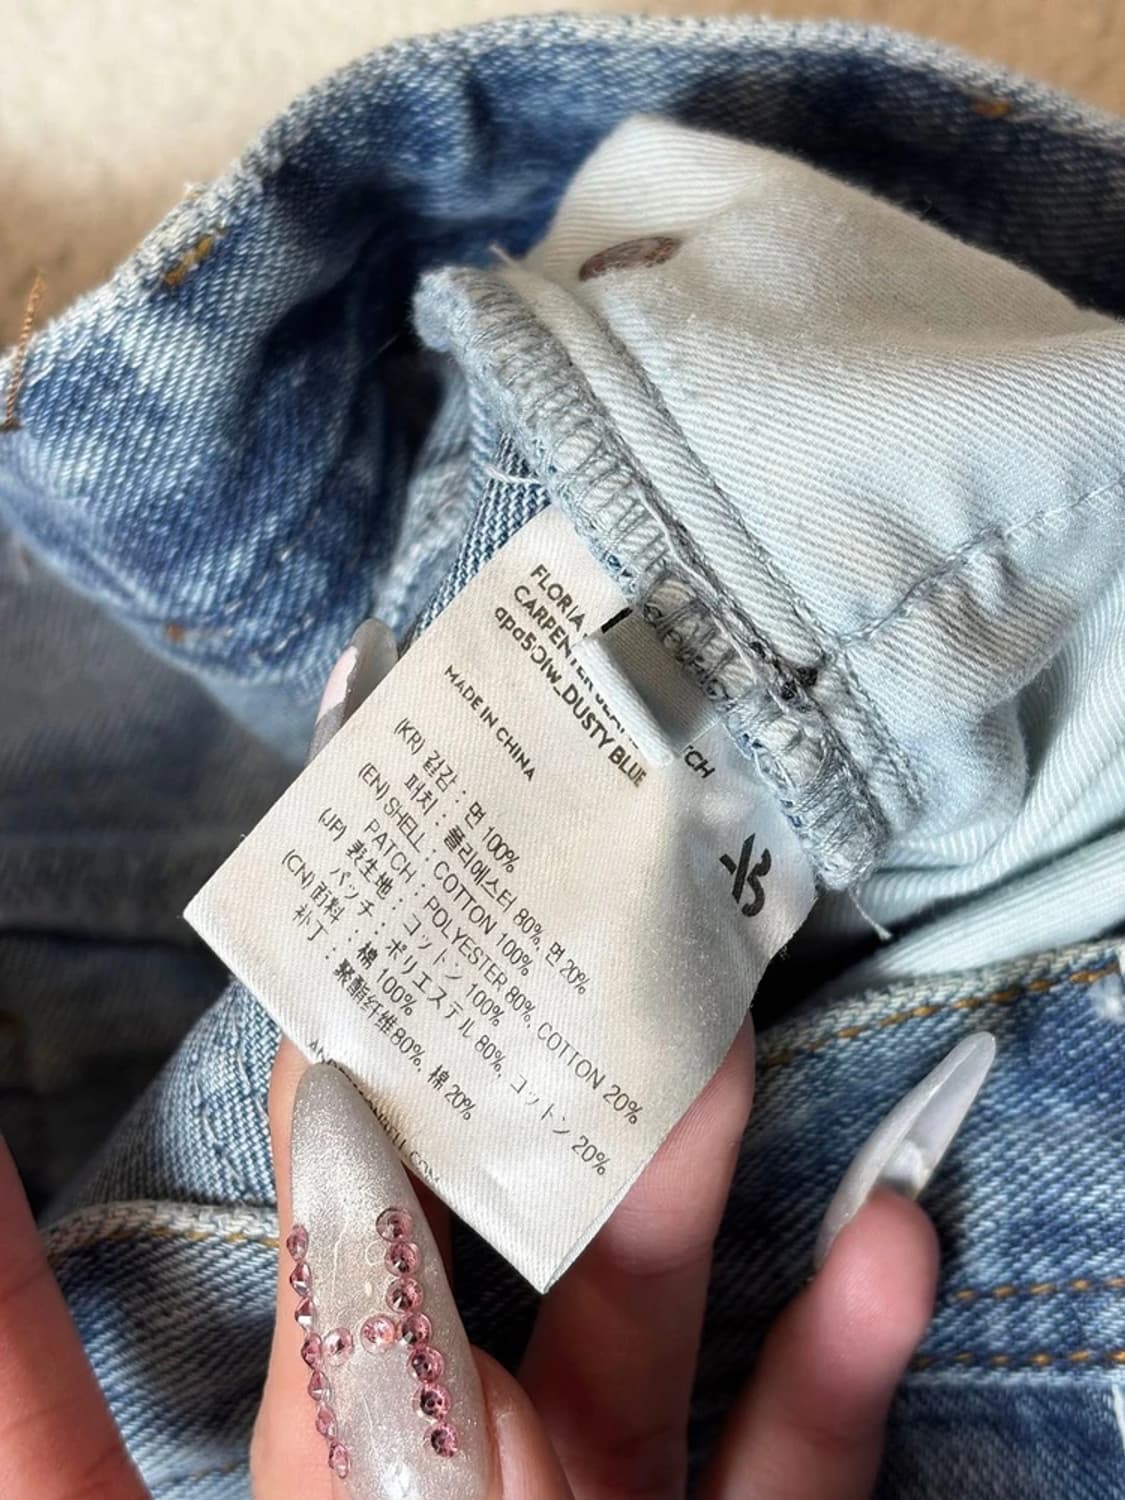 FLORIA
apa501w_DUSTY BLUE
MADE IN CHINA
(KR) 겉감 : 면 100%
패치 : 폴리에스터 80%, 면 20%
(EN) SHELL : COTTON 100%
PATCH : POLYESTER 80%, COTTON 20%
(JP) 表生地 : コットン 100%
パッチ : ポリエステル 80%, コットン 20%
(CN) 面料 : 棉 100%
补丁 : 聚酯纤维80%, 棉 20%